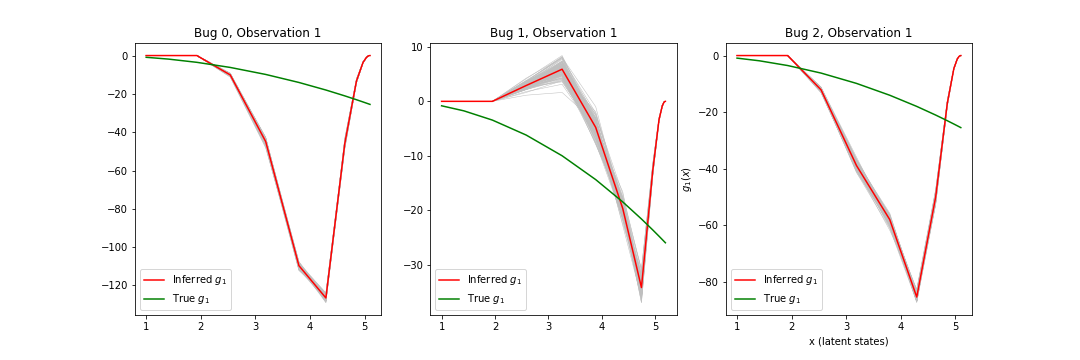 Bug 0, Observation 1
0
−20
−40
−60
−80
−100
−120
1 2 3 4 5
Inferred g₁
True g₁
Bug 1, Observation 1
10
0
−10
−20
−30
1 2 3 4 5
Inferred g₁
True g₁
Bug 2, Observation 1
g₁(x)
0
−20
−40
−60
−80
1 2 3 4 5
x (latent states)
Inferred g₁
True g₁